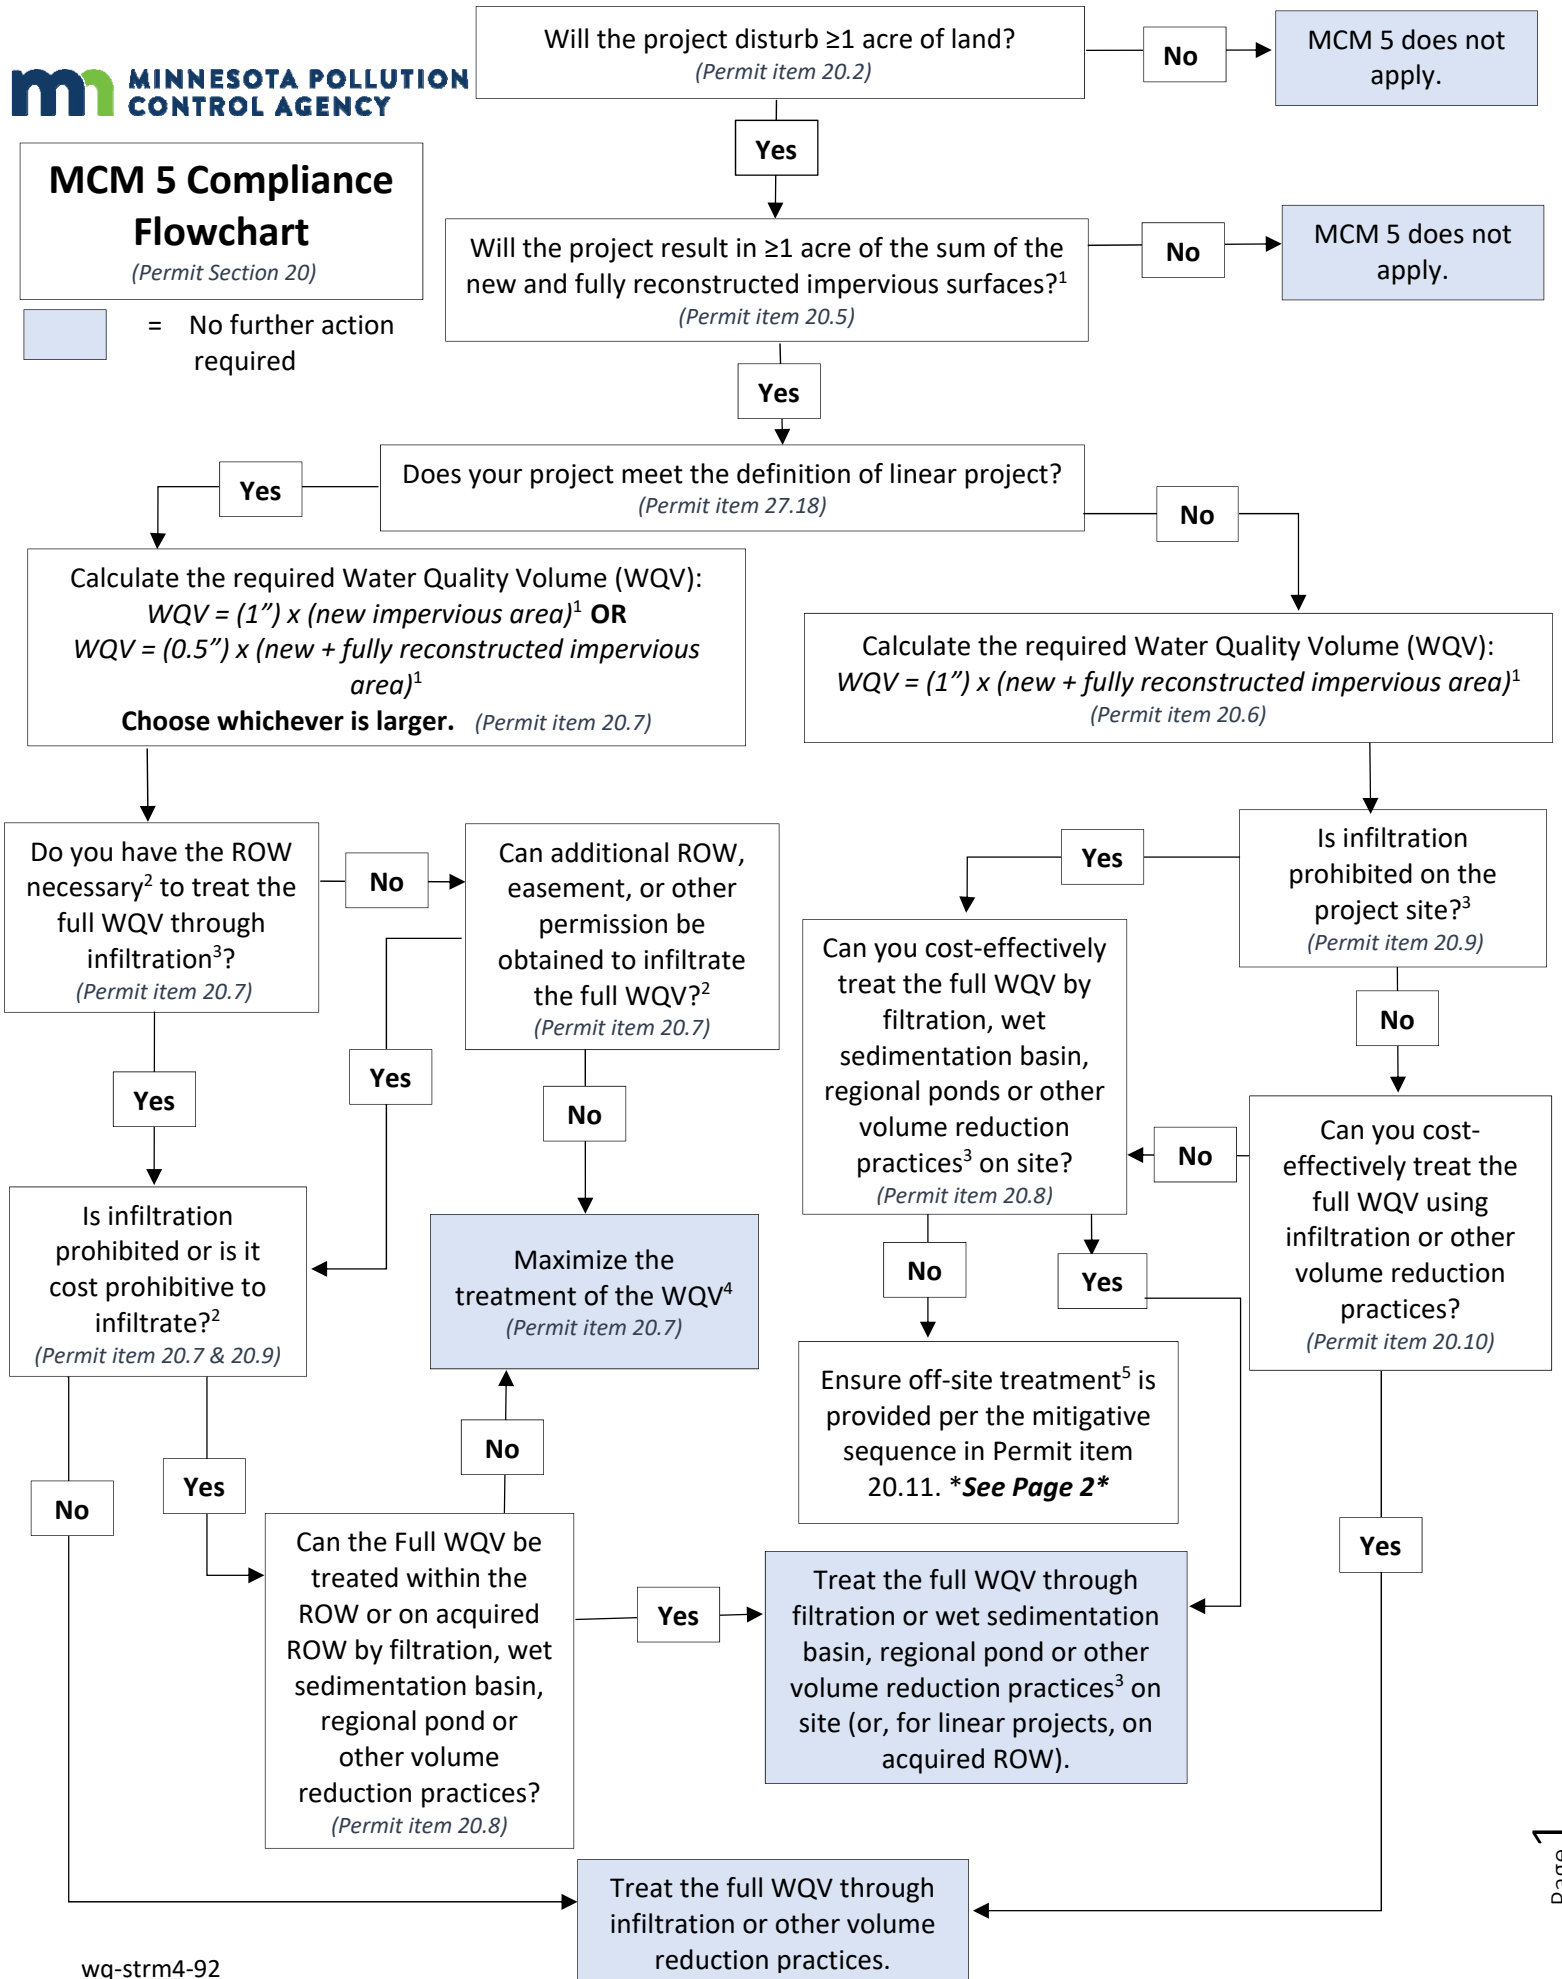 Will the project disturb ≥1 acre of land?
(Permit item 20.2)
No
MCM 5 does not
apply.
MINNESOTA POLLUTION
CONTROL AGENCY
Yes
MCM 5 Compliance
Flowchart
(Permit Section 20)
= No further action
required
Will the project result in ≥1 acre of the sum of the
new and fully reconstructed impervious surfaces?¹
(Permit item 20.5)
No
MCM 5 does not
apply.
Yes
Does your project meet the definition of linear project?
(Permit item 27.18)
Yes
No
Calculate the required Water Quality Volume (WQV):
WQV = (1”) x (new impervious area)¹ OR
WQV = (0.5”) x (new + fully reconstructed impervious
area)¹
Choose whichever is larger. (Permit item 20.7)
Calculate the required Water Quality Volume (WQV):
WQV = (1”) x (new + fully reconstructed impervious area)¹
(Permit item 20.6)
Do you have the ROW
necessary² to treat the
full WQV through
infiltration³?
(Permit item 20.7)
No
Can additional ROW,
easement, or other
permission be
obtained to infiltrate
the full WQV?²
(Permit item 20.7)
Yes
Is infiltration
prohibited on the
project site?³
(Permit item 20.9)
Can you cost-effectively
treat the full WQV by
filtration, wet
sedimentation basin,
regional ponds or other
volume reduction
practices³ on site?
(Permit item 20.8)
No
Yes
Yes
No
No
Can you cost-
effectively treat the
full WQV using
infiltration or other
volume reduction
practices?
(Permit item 20.10)
Is infiltration
prohibited or is it
cost prohibitive to
infiltrate?²
(Permit item 20.7 & 20.9)
Maximize the
treatment of the WQV⁴
(Permit item 20.7)
No
Yes
Ensure off-site treatment⁵ is
provided per the mitigative
sequence in Permit item
20.11. *See Page 2*
No
Yes
No
Yes
Can the Full WQV be
treated within the
ROW or on acquired
ROW by filtration, wet
sedimentation basin,
regional pond or
other volume
reduction practices?
(Permit item 20.8)
Yes
Treat the full WQV through
filtration or wet sedimentation
basin, regional pond or other
volume reduction practices³ on
site (or, for linear projects, on
acquired ROW).
Treat the full WQV through
infiltration or other volume
reduction practices.
Page 1
wq-strm4-92